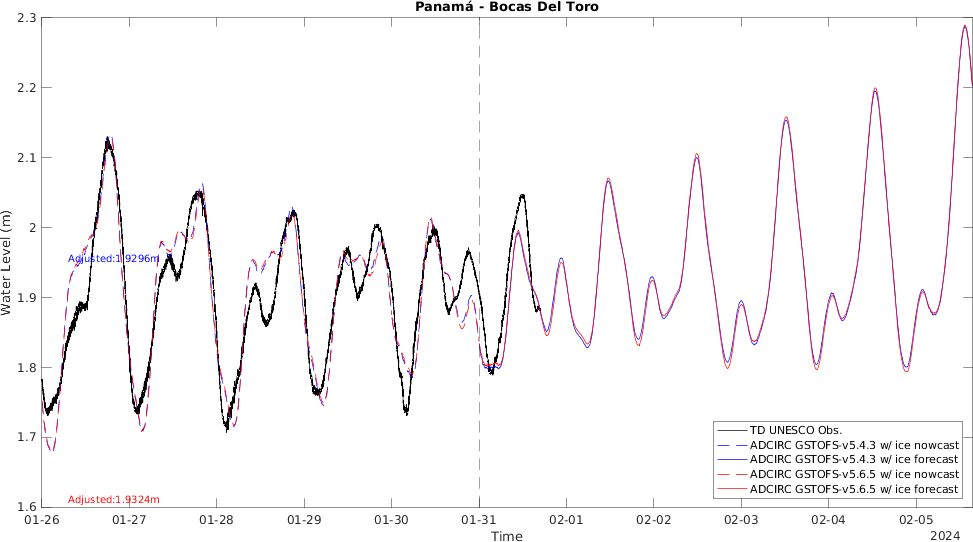 Panamá - Bocas Del Toro
Water Level (m)
2.3
2.2
2.1
2
1.9
1.8
1.7
1.6
Adjusted:1.9296m
Adjusted:1.9324m
TD UNESCO Obs.
ADCIRC GSTOFS-v5.4.3 w/ ice nowcast
ADCIRC GSTOFS-v5.4.3 w/ ice forecast
ADCIRC GSTOFS-v5.6.5 w/ ice nowcast
ADCIRC GSTOFS-v5.6.5 w/ ice forecast
01-26 01-27 01-28 01-29 01-30 01-31 02-01 02-02 02-03 02-04 02-05
Time
2024